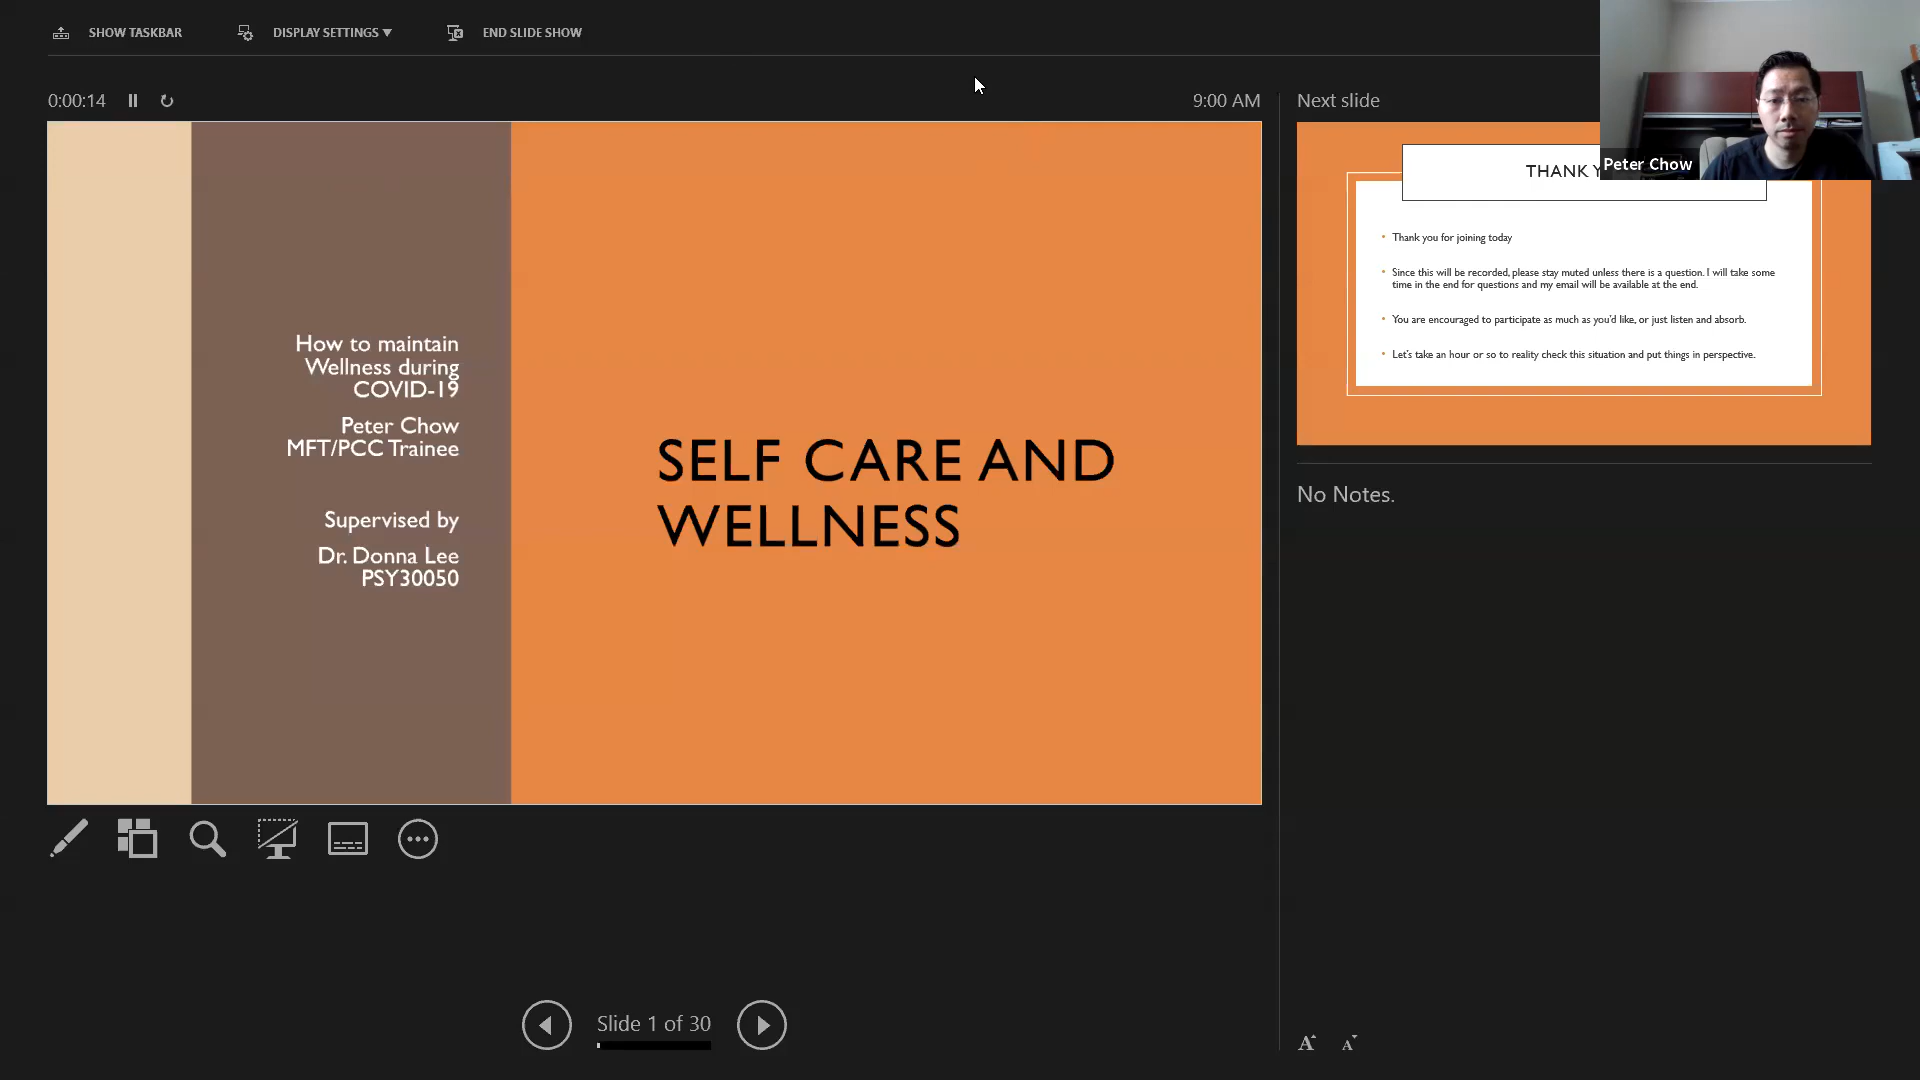 SHOW TASKBAR
DISPLAY SETTINGS
END SLIDE SHOW
0:00:14
9:00 AM
Next slide
How to maintain
Wellness during
COVID-19
Peter Chow
MFT/PCC Trainee
Supervised by
Dr. Donna Lee
PSY30050
SELF CARE AND
WELLNESS
Slide 1 of 30
Peter Chow
THANK Y
• Thank you for joining today
• Since this will be recorded, please stay muted unless there is a question. I will take some
time in the end for questions and my email will be available at the end.
• You are encouraged to participate as much as you'd like, or just listen and absorb.
• Let's take an hour or so to reality check this situation and put things in perspective.
No Notes.
A A